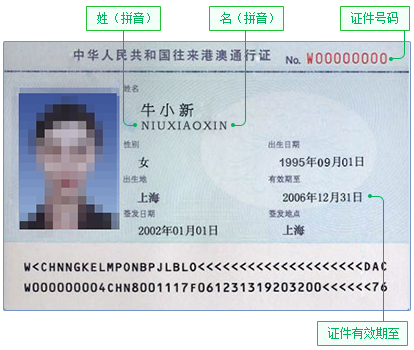 姓（拼音） 名（拼音） 证件号码
中华人民共和国往来港澳通行证 No. W00000000
姓名
牛小新
NIUXIAOXIN
性别 出生日期
女 1995年09月01日
出生地 有效期至
上海 2006年12月31日
签发日期 签发地点
2002年01月01日 上海
W<CHNNGKELMPONBPJLBLO<<<<<<<<<<<<<<<<<<<<<DAC
W000000004CHN8001117F061231319203200<<<<<<76
证件有效期至